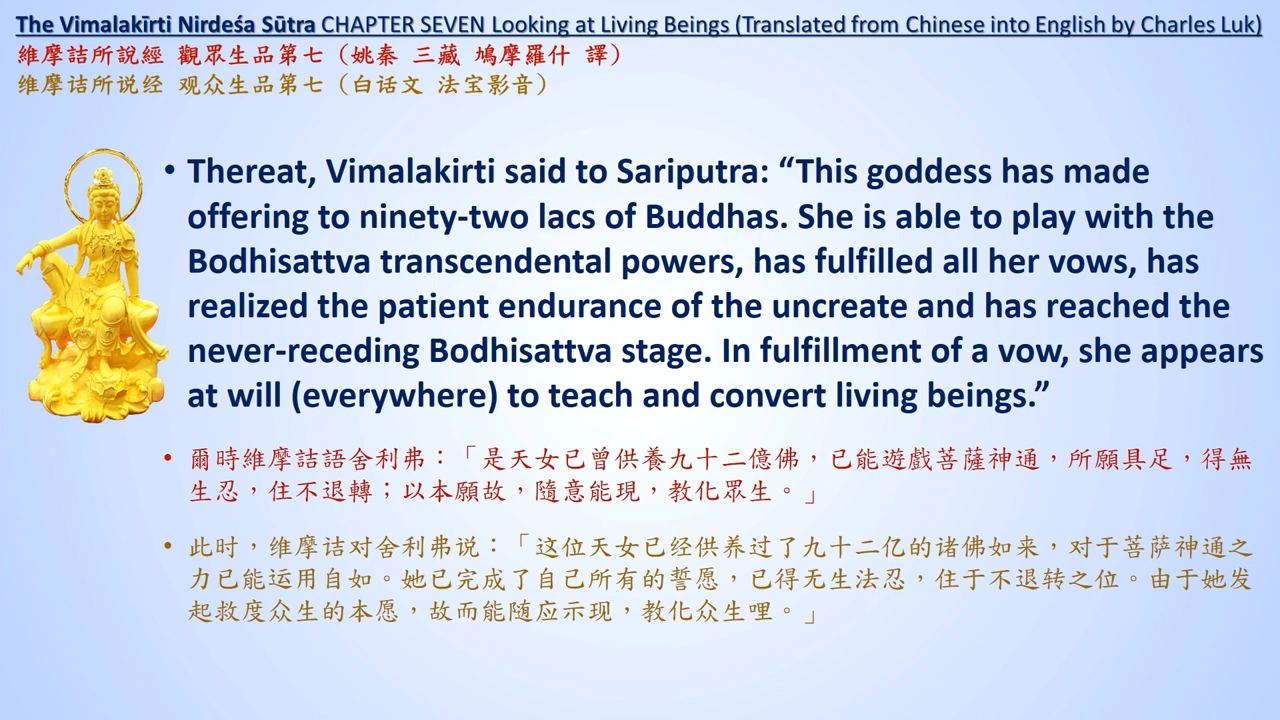 The Vimalakīrti Nirdeśa Sūtra CHAPTER SEVEN Looking at Living Beings (Translated from Chinese into English by Charles Luk)
維摩詰所說經 觀眾生品第七 (姚秦 三藏 鳩摩羅什 譯)
维摩诘所说经 观众生品第七 (白话文 法宝影音)
• Thereat, Vimalakirti said to Sariputra: “This goddess has made
offering to ninety-two lacs of Buddhas. She is able to play with the
Bodhisattva transcendental powers, has fulfilled all her vows, has
realized the patient endurance of the uncreate and has reached the
never-receding Bodhisattva stage. In fulfillment of a vow, she appears
at will (everywhere) to teach and convert living beings.”
• 爾時維摩詰語舍利弗：「是天女已曾供養九十二億佛，已能遊戲菩薩神通，所願具足，得無
生忍，住不退轉；以本願故，隨意能現，教化眾生。」
• 此时，维摩诘对舍利弗说：「这位天女已经供养过了九十二亿的诸佛如来，对于菩萨神通之
力已能运用自如。她已完成了自己所有的誓愿，已得无生法忍，住于不退转之位。由于她发
起救度众生的本愿，故而能随应示现，教化众生哩。」